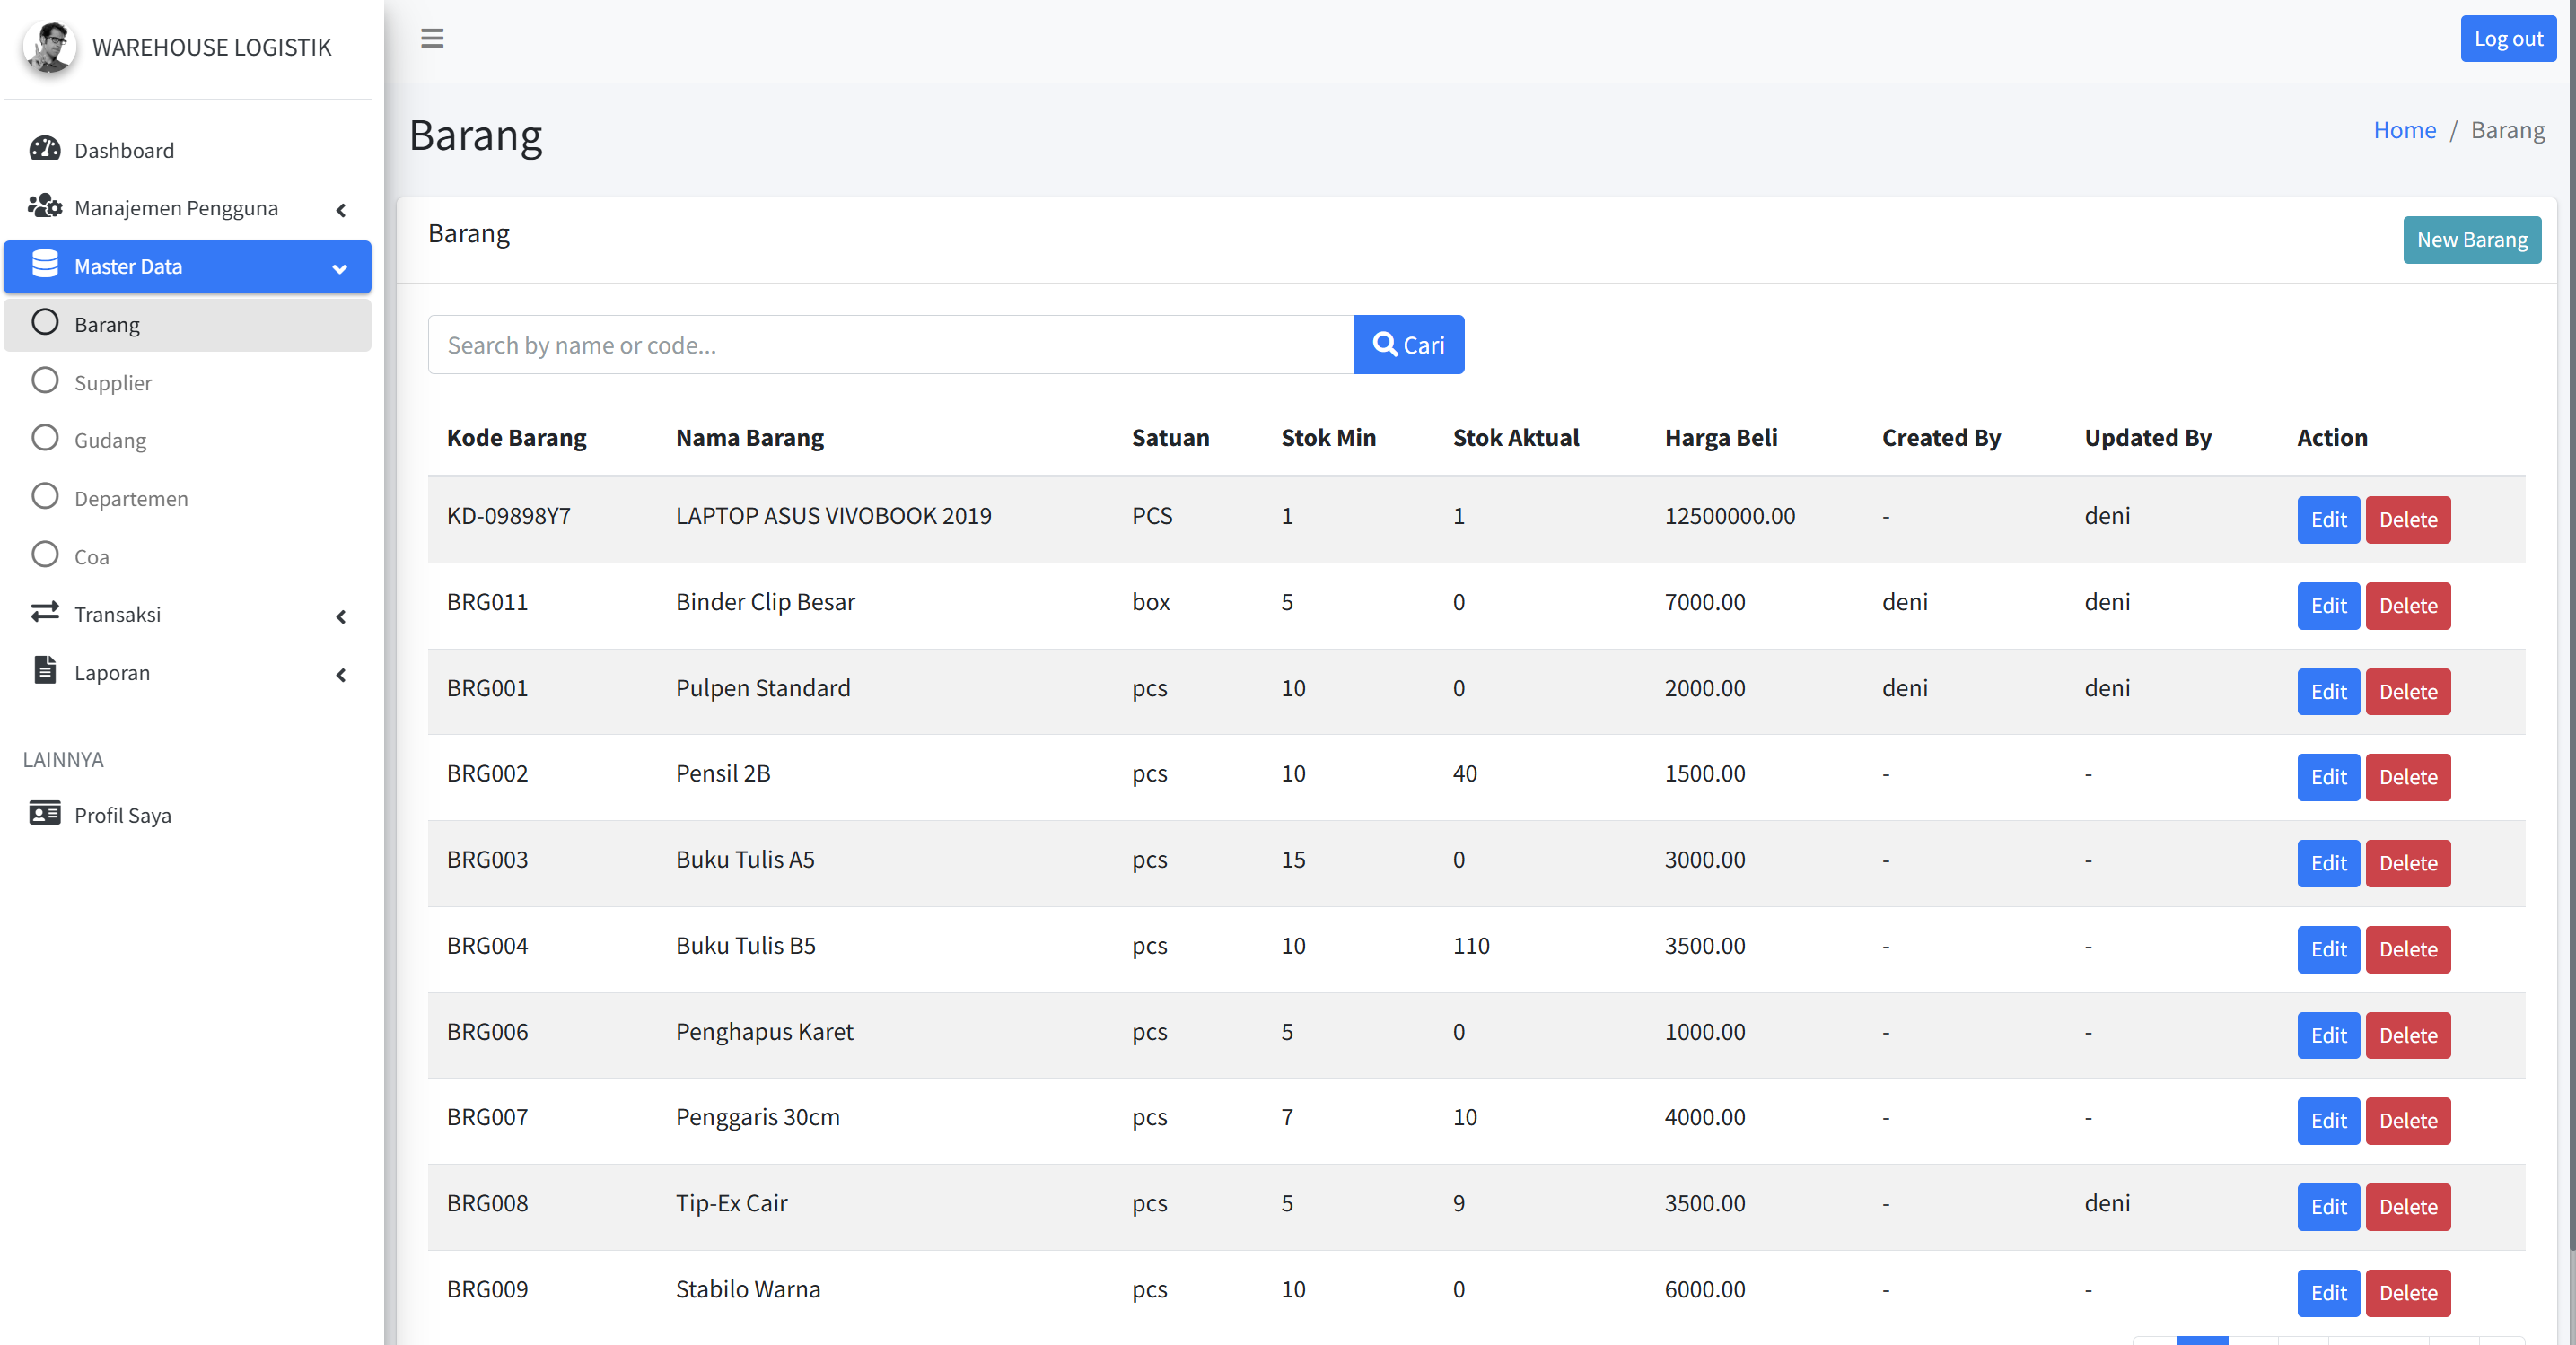 WAREHOUSE LOGISTIK
Dashboard
Manajemen Pengguna
Master Data
Barang
Supplier
Gudang
Departemen
Coa
Transaksi
Laporan
LAINNYA
Profil Saya
Log out
Barang
Home / Barang
Barang
New Barang
Search by name or code...
Cari
Kode Barang Nama Barang Satuan Stok Min Stok Aktual Harga Beli Created By Updated By Action
KD-09898Y7 LAPTOP ASUS VIVOBOOK 2019 PCS 1 1 12500000.00 - deni Edit Delete
BRG011 Binder Clip Besar box 5 0 7000.00 deni deni Edit Delete
BRG001 Pulpen Standard pcs 10 0 2000.00 deni deni Edit Delete
BRG002 Pensil 2B pcs 10 40 1500.00 - - Edit Delete
BRG003 Buku Tulis A5 pcs 15 0 3000.00 - - Edit Delete
BRG004 Buku Tulis B5 pcs 10 110 3500.00 - - Edit Delete
BRG006 Penghapus Karet pcs 5 0 1000.00 - - Edit Delete
BRG007 Penggaris 30cm pcs 7 10 4000.00 - - Edit Delete
BRG008 Tip-Ex Cair pcs 5 9 3500.00 - deni Edit Delete
BRG009 Stabilo Warna pcs 10 0 6000.00 - - Edit Delete